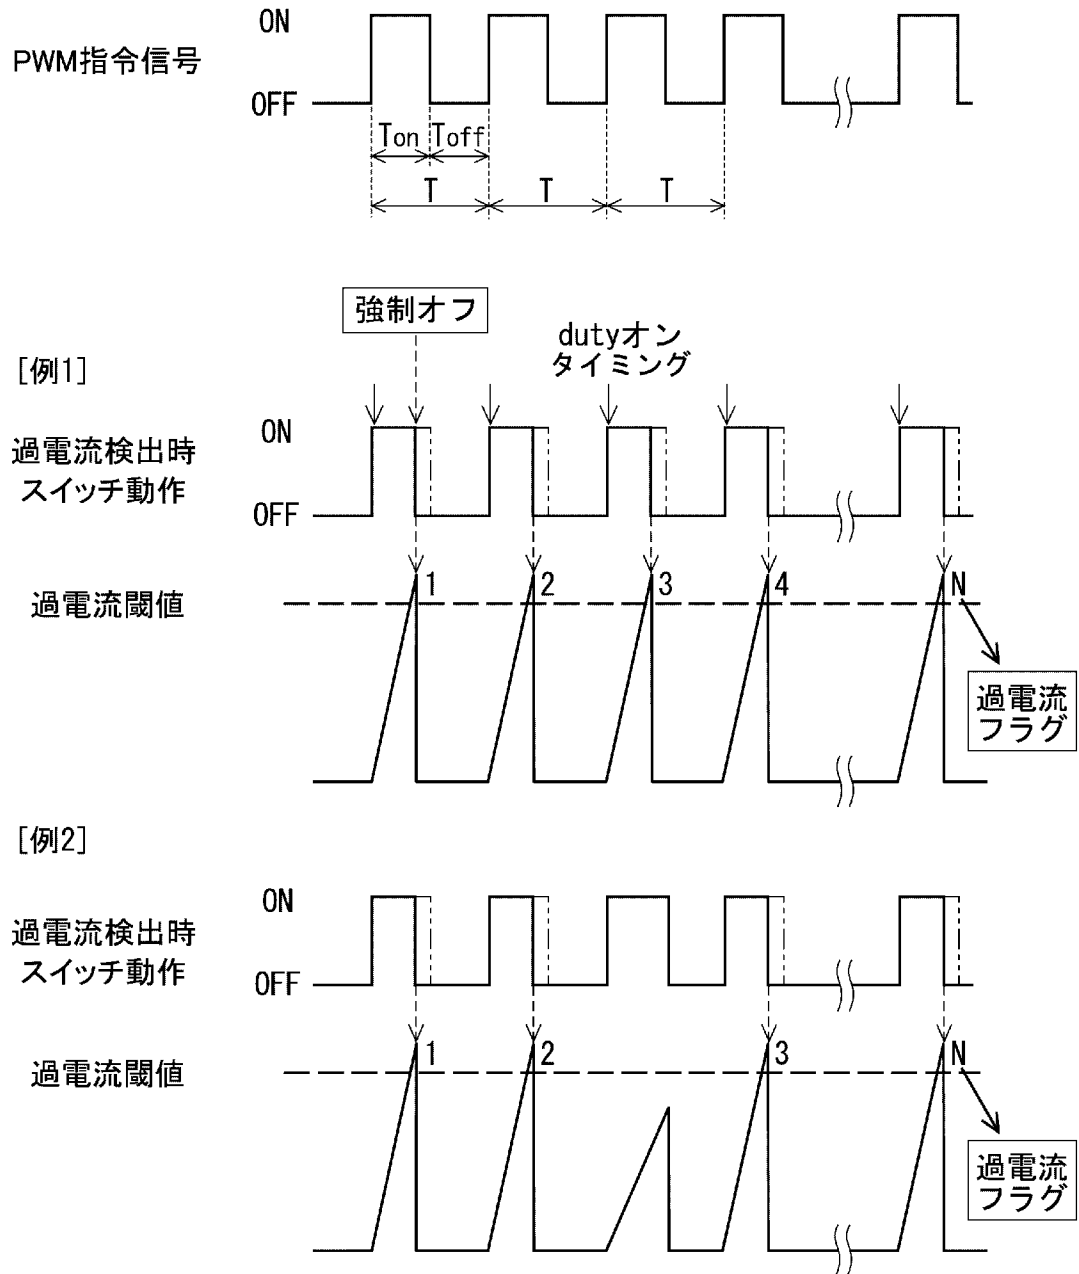 ON
PWM指令信号
OFF
Ton Toff
T T T
強制オフ
dutyオン
タイミング
[例1]
ON
過電流検出時
スイッチ動作
OFF
1 2 3 4 N
過電流閾値
過電流
フラグ
[例2]
ON
過電流検出時
スイッチ動作
OFF
1 2 3 N
過電流閾値
過電流
フラグ